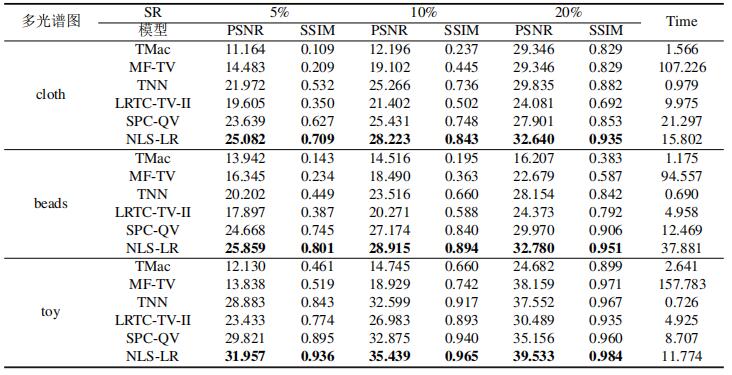 多光谱图 SR 5% 10% 20% Time
模型 PSNR SSIM PSNR SSIM PSNR SSIM
cloth TMac 11.164 0.109 12.196 0.237 29.346 0.829 1.566
MF-TV 14.483 0.209 19.102 0.445 29.346 0.829 107.226
TNN 21.972 0.532 25.266 0.736 29.835 0.882 0.979
LRTC-TV-II 19.605 0.350 21.402 0.502 24.081 0.692 9.975
SPC-QV 23.639 0.627 25.431 0.748 27.901 0.853 21.297
NLS-LR 25.082 0.709 28.223 0.843 32.640 0.935 15.802
beads TMac 13.942 0.143 14.516 0.195 16.207 0.383 1.175
MF-TV 16.345 0.234 18.490 0.363 22.679 0.587 94.557
TNN 20.202 0.449 23.516 0.660 28.154 0.842 0.690
LRTC-TV-II 17.897 0.387 20.271 0.588 24.373 0.792 4.958
SPC-QV 24.668 0.745 27.174 0.840 29.970 0.906 12.469
NLS-LR 25.859 0.801 28.915 0.894 32.780 0.951 37.881
toy TMac 12.130 0.461 14.745 0.660 24.682 0.899 2.641
MF-TV 13.838 0.519 18.929 0.742 38.159 0.971 157.783
TNN 28.883 0.843 32.599 0.917 37.552 0.967 0.726
LRTC-TV-II 23.433 0.774 26.983 0.893 30.489 0.935 4.925
SPC-QV 29.821 0.895 32.875 0.940 35.156 0.960 8.707
NLS-LR 31.957 0.936 35.439 0.965 39.533 0.984 11.774